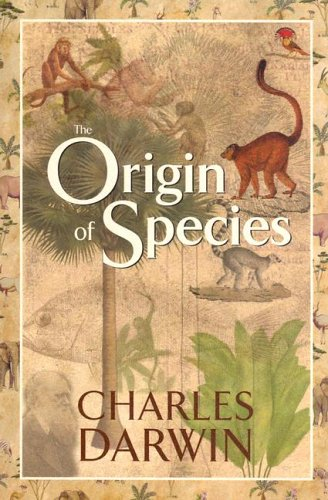 The
Origin
of Species
CHARLES
DARWIN